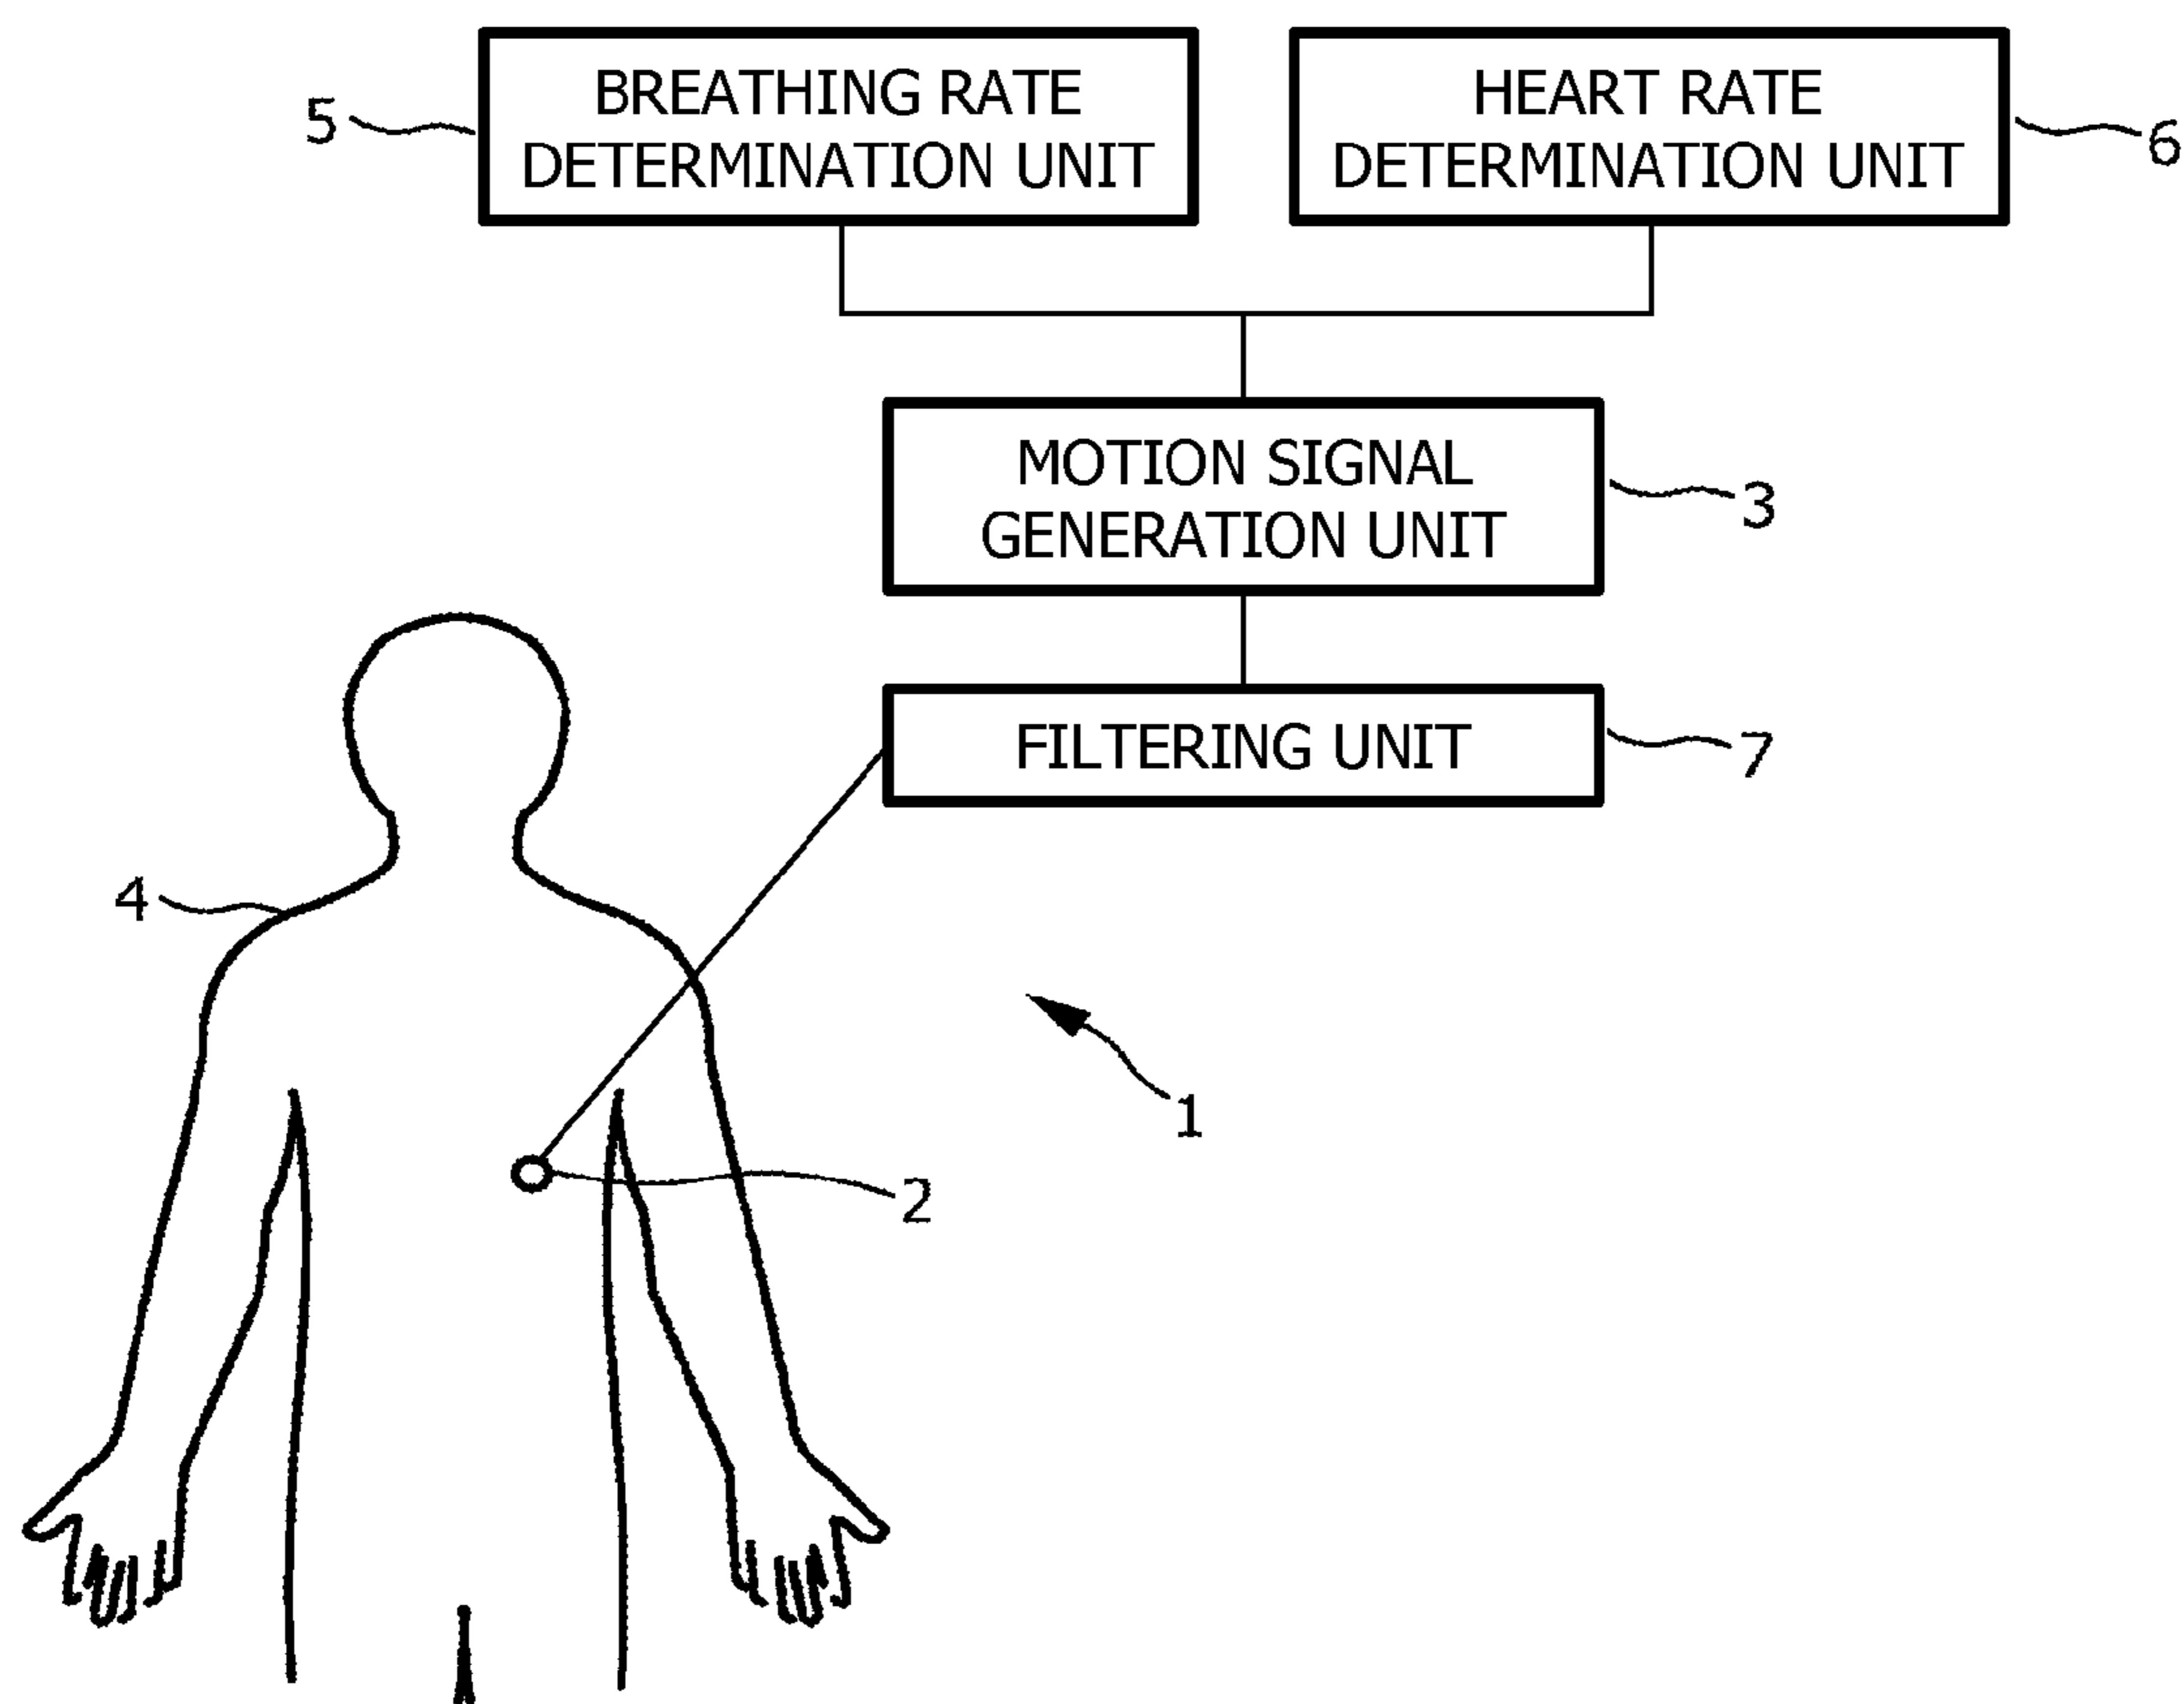 BREATHING RATE
DETERMINATION UNIT
5
HEART RATE
DETERMINATION UNIT
6
MOTION SIGNAL
GENERATION UNIT
3
FILTERING UNIT
7
4
1
2